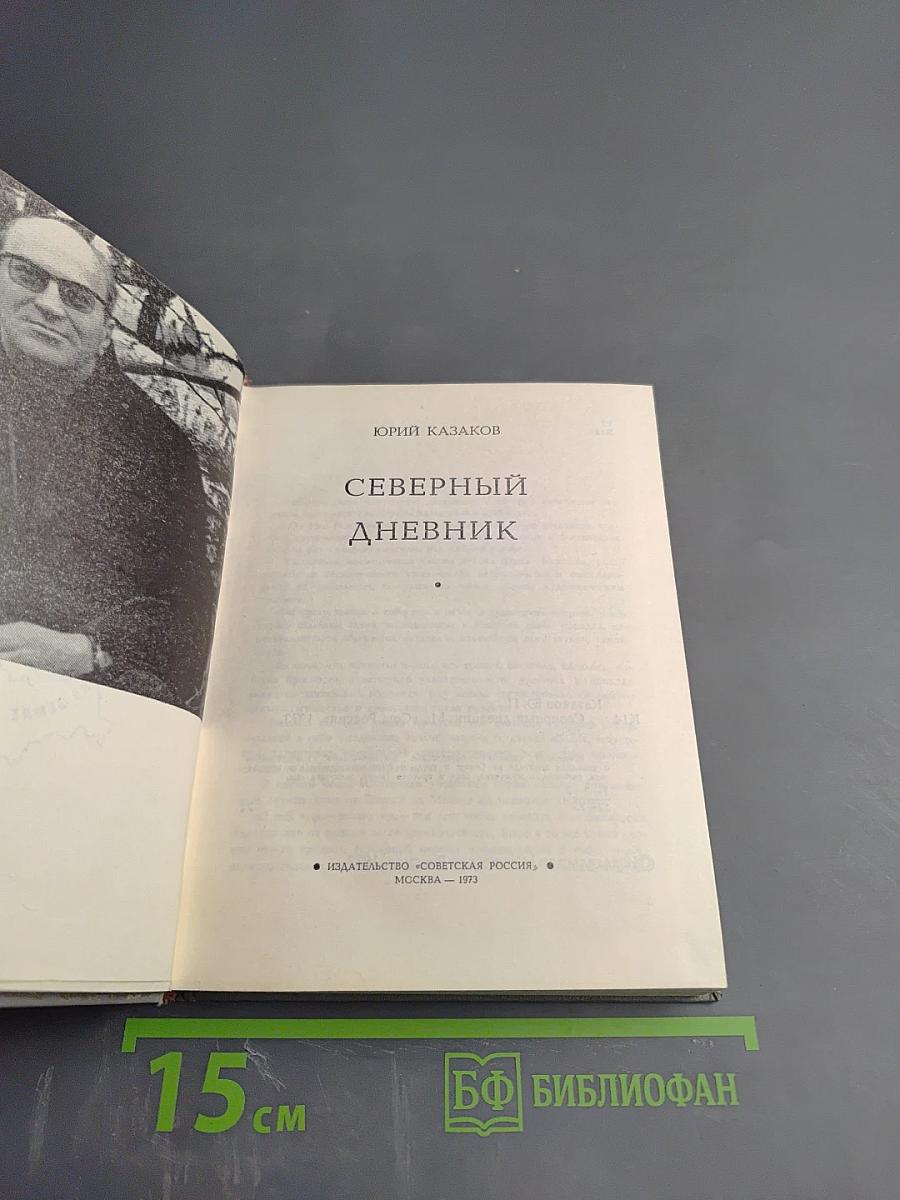 ЮРИЙ КАЗАКОВ
СЕВЕРНЫЙ
ДНЕВНИК
ИЗДАТЕЛЬСТВО «СОВЕТСКАЯ РОССИЯ»
МОСКВА — 1973
15 см
БФ БИБЛИОФАН